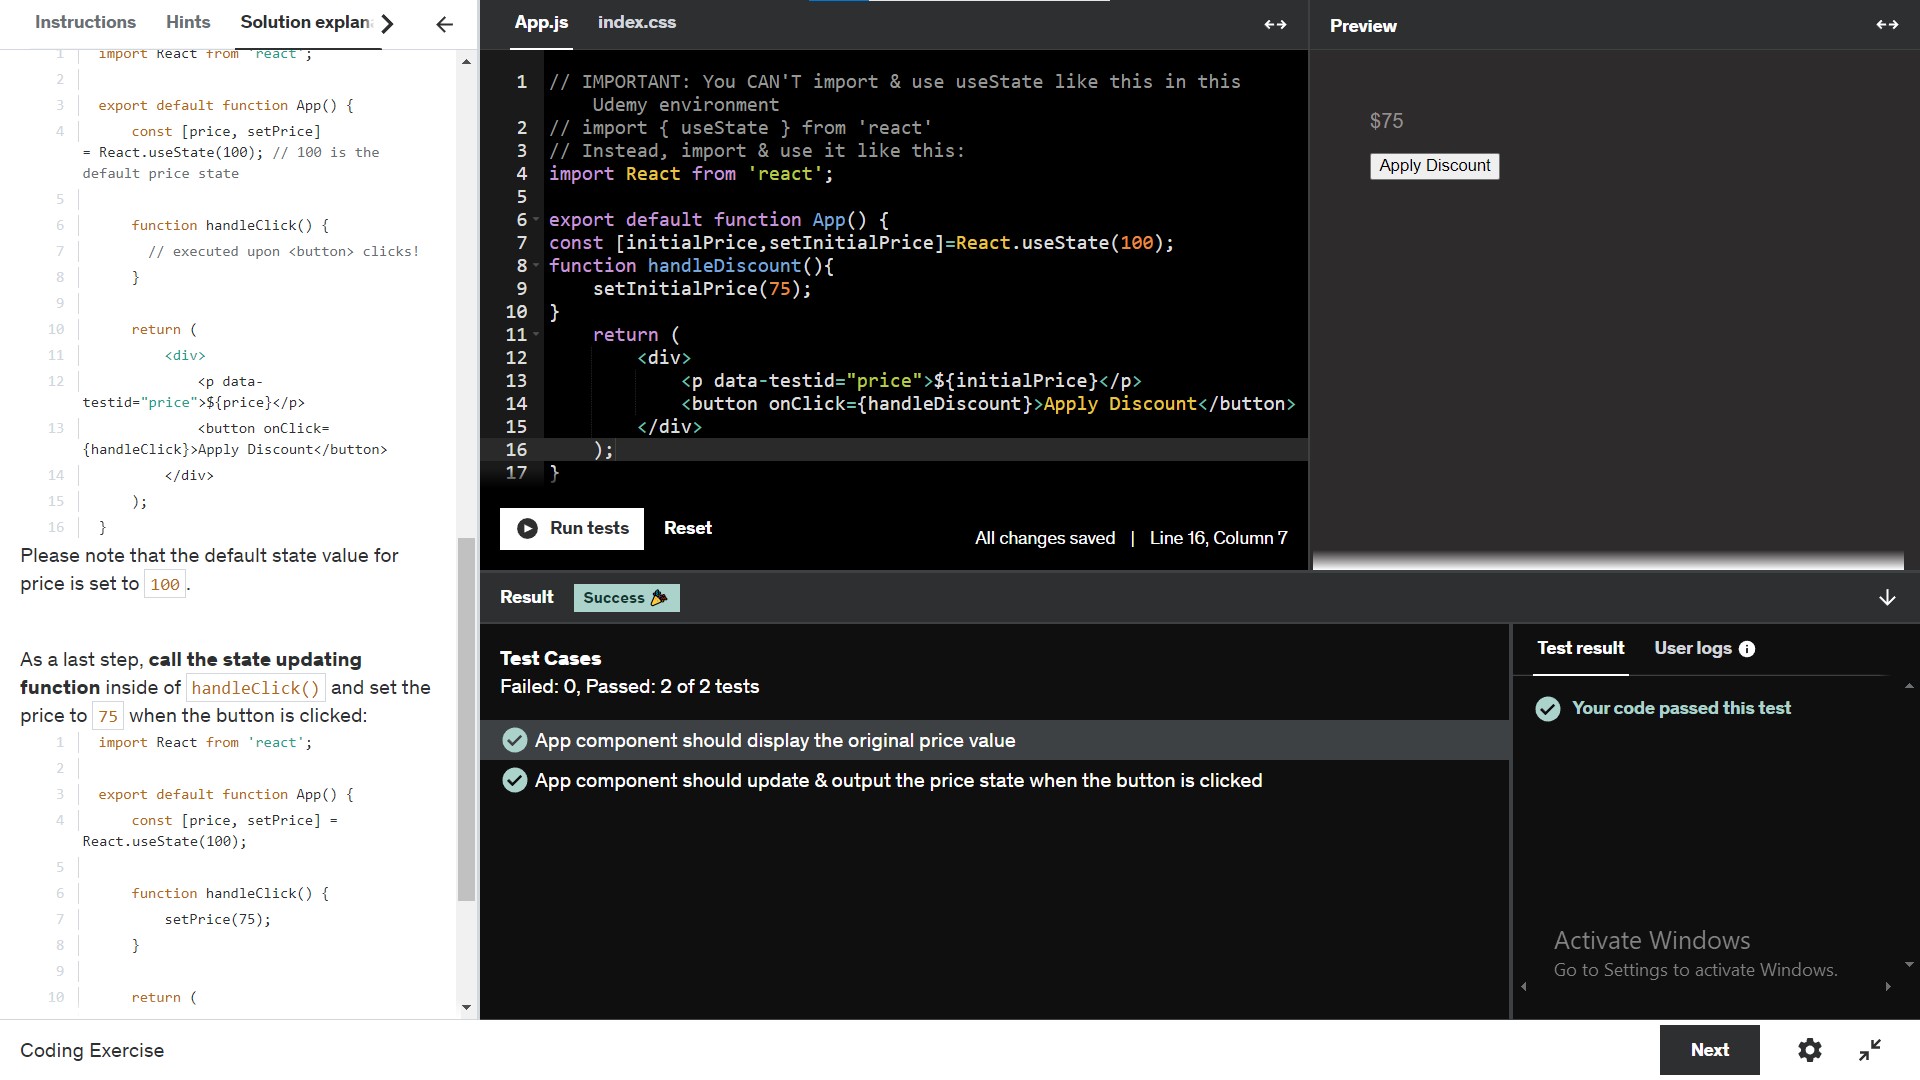 Instructions Hints Solution explan
1 import React from 'react';
2
3 export default function App() {
4 const [price, setPrice]
= React.useState(100); // 100 is the
default price state
5
6 function handleClick() {
7 // executed upon <button> clicks!
8 }
9
10 return (
11 <div>
12 <p data-
testid="price">${price}</p>
13 <button onClick=
{handleClick}>Apply Discount</button>
14 </div>
15 );
16 }
Please note that the default state value for
price is set to 100.
As a last step, call the state updating
function inside of handleClick() and set the
price to 75 when the button is clicked:
1 import React from 'react';
2
3 export default function App() {
4 const [price, setPrice] =
React.useState(100);
5
6 function handleClick() {
7 setPrice(75);
8 }
9
10 return (
App.js index.css
1 // IMPORTANT: You CAN'T import & use useState like this in this
Udemy environment
2 // import { useState } from 'react'
3 // Instead, import & use it like this:
4 import React from 'react';
5
6 export default function App() {
7 const [initialPrice,setInitialPrice]=React.useState(100);
8 function handleDiscount(){
9 setInitialPrice(75);
10 }
11 return (
12 <div>
13 <p data-testid="price">${initialPrice}</p>
14 <button onClick={handleDiscount}>Apply Discount</button>
15 </div>
16 );
17 }
Run tests Reset All changes saved | Line 16, Column 7
Preview
$75
Apply Discount
Result Success
Test Cases
Failed: 0, Passed: 2 of 2 tests
App component should display the original price value
App component should update & output the price state when the button is clicked
Test result User logs
Your code passed this test
Activate Windows
Go to Settings to activate Windows.
Coding Exercise Next